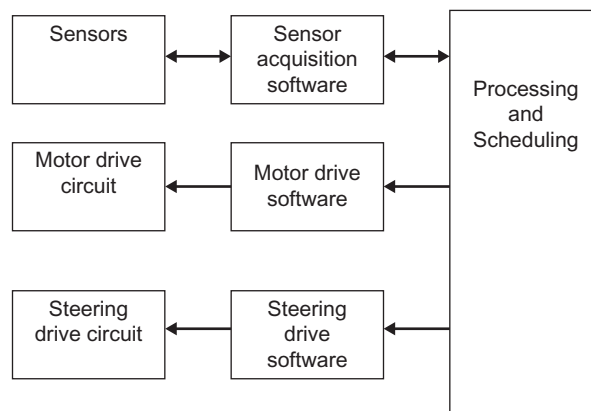 Sensors
Sensor
acquisition
software
Processing
and
Scheduling
Motor drive
circuit
Motor drive
software
Steering
drive circuit
Steering
drive
software